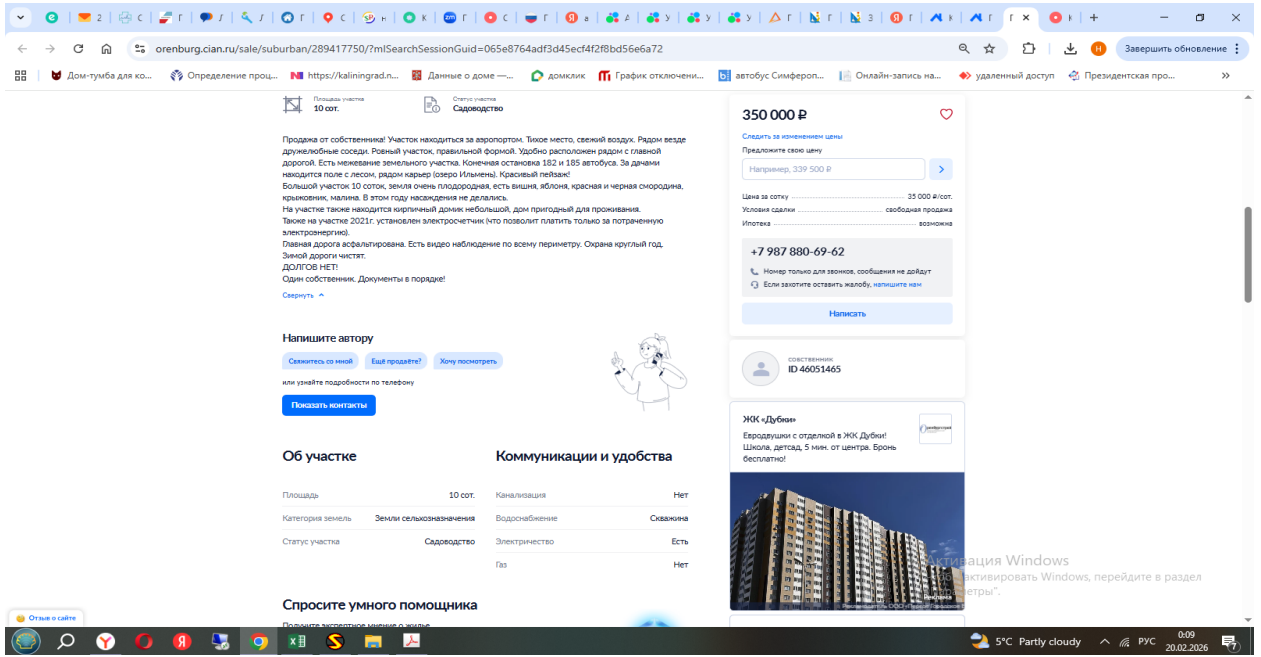 orenburg.cian.ru/sale/suburban/289417750/?mlSearchSessionGuid=065e8764adf3d45ecf4f2f8bd56e6a72
Завершить обновление
Дом-тумба для ко...
Определение проц...
https://kaliningrad.n...
Данные о доме —...
домклик
График отключени...
автобус Симфероп...
Онлайн-запись на...
удаленный доступ
Президентская про...
Площадь участка
10 сот.
Статус участка
Садоводство
Продажа от собственника! Участок находиться за аэропортом. Тихое место, свежий воздух. Рядом везде
дружелюбные соседи. Ровный участок, правильной формой. Удобно расположен рядом с главной
дорогой. Есть межевание земельного участка. Конечная остановка 182 и 185 автобуса. За дачами
находится поле с лесом, рядом карьер (озеро Ильмень). Красивый пейзаж!
Большой участок 10 соток, земля очень плодородная, есть вишня, яблоня, красная и черная смородина,
крыжовник, малина. В этом году насаждения не делались.
На участке также находится кирпичный домик небольшой, дом пригодный для проживания.
Также на участке 2021г. установлен электросчетчик (что позволит платить только за потраченную
электроэнергию).
Главная дорога асфальтирована. Есть видео наблюдение по всему периметру. Охрана круглый год.
Зимой дороги чистят.
ДОЛГОВ НЕТ!
Один собственник. Документы в порядке!
Свернуть
Напишите автору
Свяжитесь со мной
Ещё продаёте?
Хочу посмотреть
или узнайте подробности по телефону
Показать контакты
Об участке
Площадь 10 сот.
Категория земель Земли сельхозназначения
Статус участка Садоводство
Коммуникации и удобства
Канализация Нет
Водоснабжение Скважина
Электричество Есть
Газ Нет
Спросите умного помощника
Получите экспертное мнение о жилье
350 000 ₽
Следить за изменением цены
Предложите свою цену
Например, 339 500 ₽
Цена за сотку 35 000 ₽/сот.
Условия сделки свободная продажа
Ипотека возможна
+7 987 880-69-62
Номер только для звонков, сообщения не дойдут
Если захотите оставить жалобу, напишите нам
Написать
СОБСТВЕННИК
ID 46051465
ЖК «Дубки»
Евродвушки с отделкой в ЖК Дубки!
Школа, детсад, 5 мин. от центра. Бронь
бесплатно!
Реклама
Активация Windows
активировать Windows, перейдите в раздел
Отзыв о сайте
5°C Partly cloudy
РУС
0:09
20.02.2026